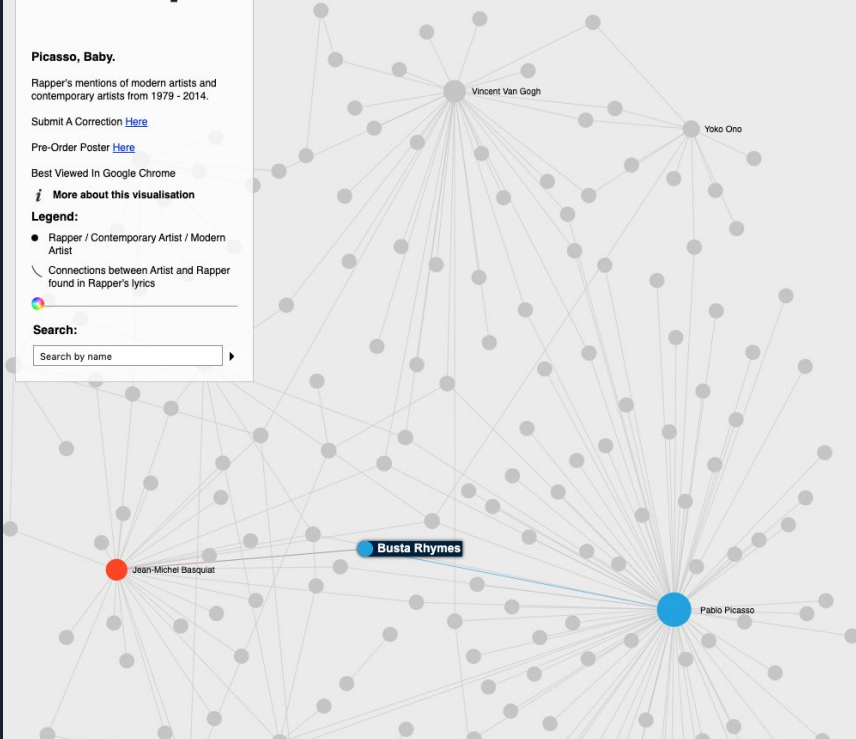 Picasso, Baby.
Rapper's mentions of modern artists and
contemporary artists from 1979 - 2014.
Submit A Correction Here
Pre-Order Poster Here
Best Viewed In Google Chrome
i More about this visualisation
Legend:
Rapper / Contemporary Artist / Modern
Artist
Connections between Artist and Rapper
found in Rapper's lyrics
Search:
Search by name
Vincent Van Gogh
Yoko Ono
Busta Rhymes
Jean-Michel Basquiat
Pablo Picasso